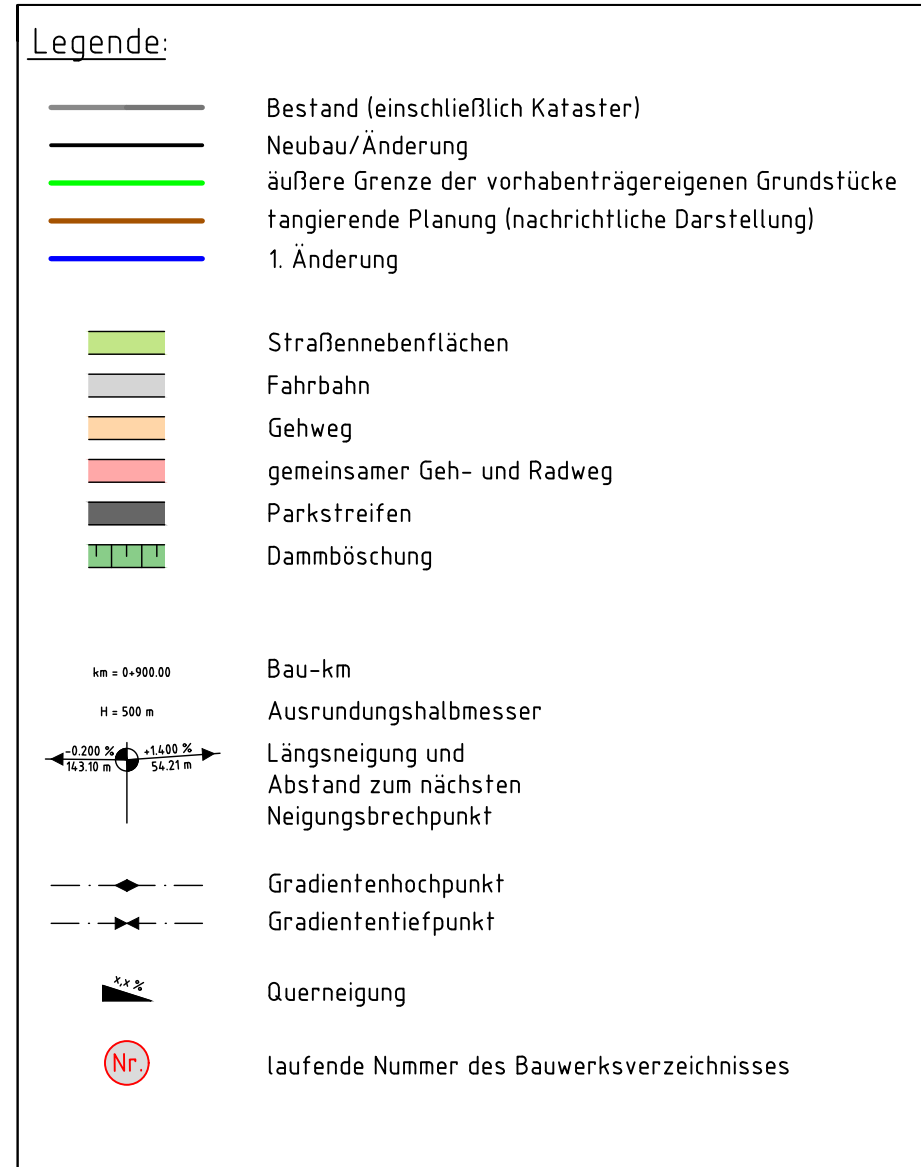 Legende:
Bestand (einschließlich Kataster)
Neubau/Änderung
äußere Grenze der vorhabenträgereigenen Grundstücke
tangierende Planung (nachrichtliche Darstellung)
1. Änderung
Straßennebenflächen
Fahrbahn
Gehweg
gemeinsamer Geh- und Radweg
Parkstreifen
Dammböschung
km = 0+900.00 Bau-km
H = 500 m Ausrundungshalbmesser
-0.200 % +1.400 % Längsneigung und
143.10 m 54.21 m Abstand zum nächsten
Neigungsbrechpunkt
Gradientenhochpunkt
Gradiententiefpunkt
x,x % Querneigung
Nr. laufende Nummer des Bauwerksverzeichnisses